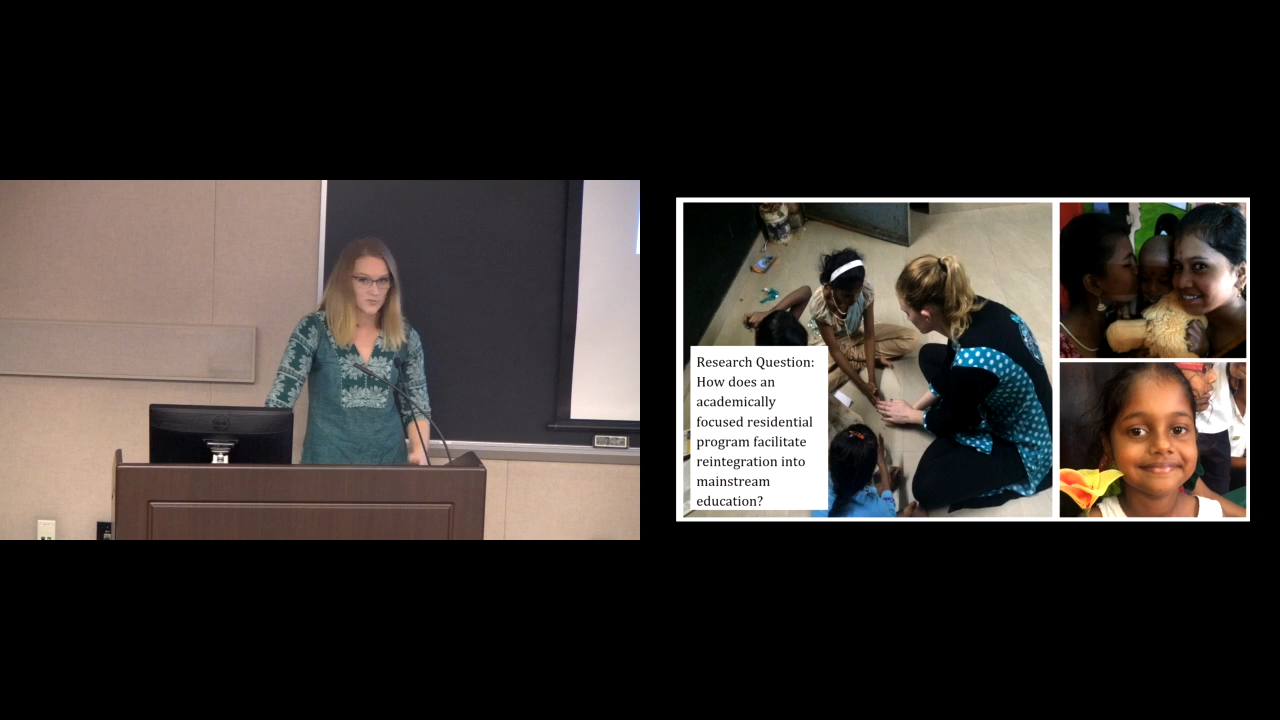 Research Question:
How does an
academically
focused residential
program facilitate
reintegration into
mainstream
education?